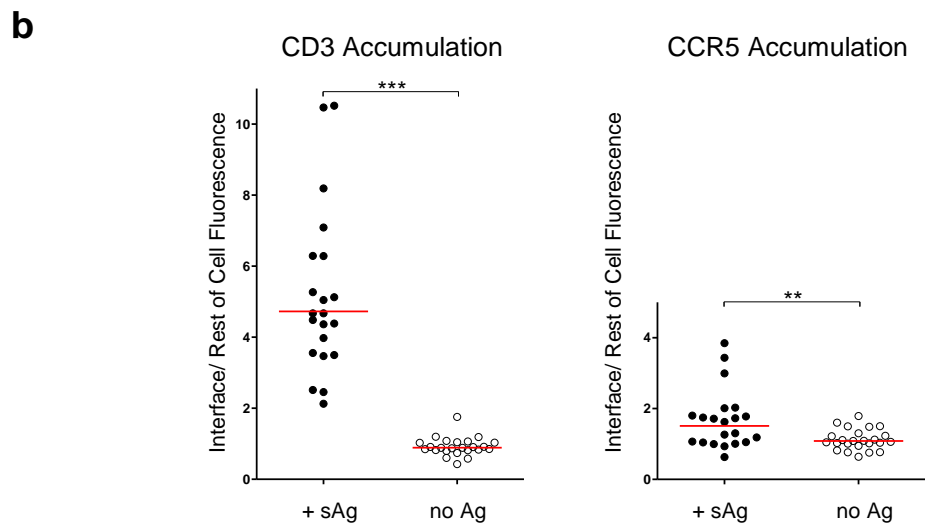 b
CD3 Accumulation
CCR5 Accumulation
***
**
Interface/ Rest of Cell Fluorescence
10
8
6
4
2
0
+ sAg
no Ag
Interface/ Rest of Cell Fluorescence
4
2
0
+ sAg
no Ag